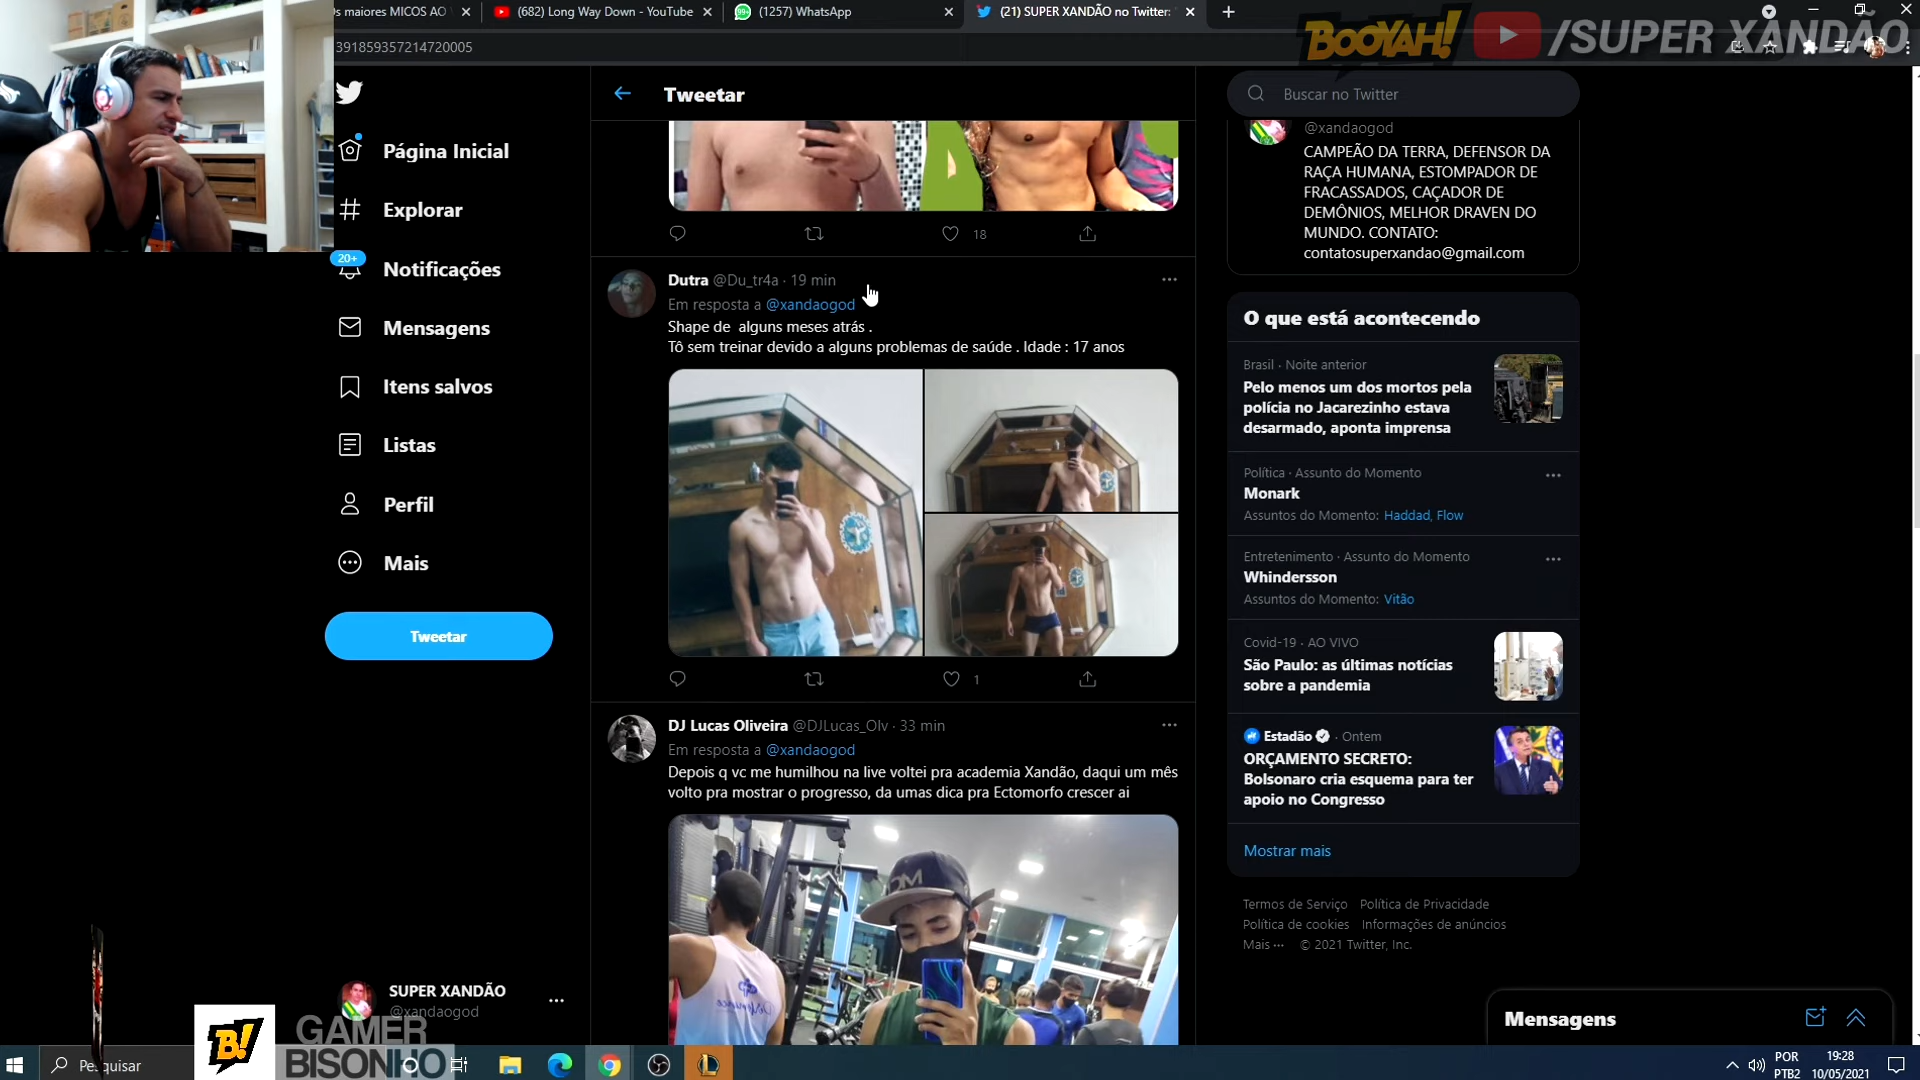 s maiores MICOS AO
(682) Long Way Down - YouTube
(1257) WhatsApp
(21) SUPER XANDÃO no Twitter:
391859357214720005
BOOYAH!
/SUPER XANDÃO
Página Inicial
Explorar
20+
Notificações
Mensagens
Itens salvos
Listas
Perfil
Mais
Tweetar
SUPER XANDÃO
@xandaogod
Tweetar
18
Dutra @Du_tr4a · 19 min
Em resposta a @xandaogod
Shape de alguns meses atrás .
Tô sem treinar devido a alguns problemas de saúde . Idade : 17 anos
1
DJ Lucas Oliveira @DJLucas_Olv · 33 min
Em resposta a @xandaogod
Depois q vc me humilhou na live voltei pra academia Xandão, daqui um mês
volto pra mostrar o progresso, da umas dica pra Ectomorfo crescer ai
Buscar no Twitter
@xandaogod
CAMPEÃO DA TERRA, DEFENSOR DA
RAÇA HUMANA, ESTOMPADOR DE
FRACASSADOS, CAÇADOR DE
DEMÔNIOS, MELHOR DRAVEN DO
MUNDO. CONTATO:
contatosuperxandao@gmail.com
O que está acontecendo
Brasil · Noite anterior
Pelo menos um dos mortos pela
polícia no Jacarezinho estava
desarmado, aponta imprensa
Política · Assunto do Momento
Monark
Assuntos do Momento: Haddad, Flow
Entretenimento · Assunto do Momento
Whindersson
Assuntos do Momento: Vitão
Covid-19 · AO VIVO
São Paulo: as últimas notícias
sobre a pandemia
Estadão · Ontem
ORÇAMENTO SECRETO:
Bolsonaro cria esquema para ter
apoio no Congresso
Mostrar mais
Termos de Serviço Política de Privacidade
Política de cookies Informações de anúncios
Mais ··· © 2021 Twitter, Inc.
Mensagens
B!
GAMER
BISONHO
Pesquisar
POR
PTB2
19:28
10/05/2021